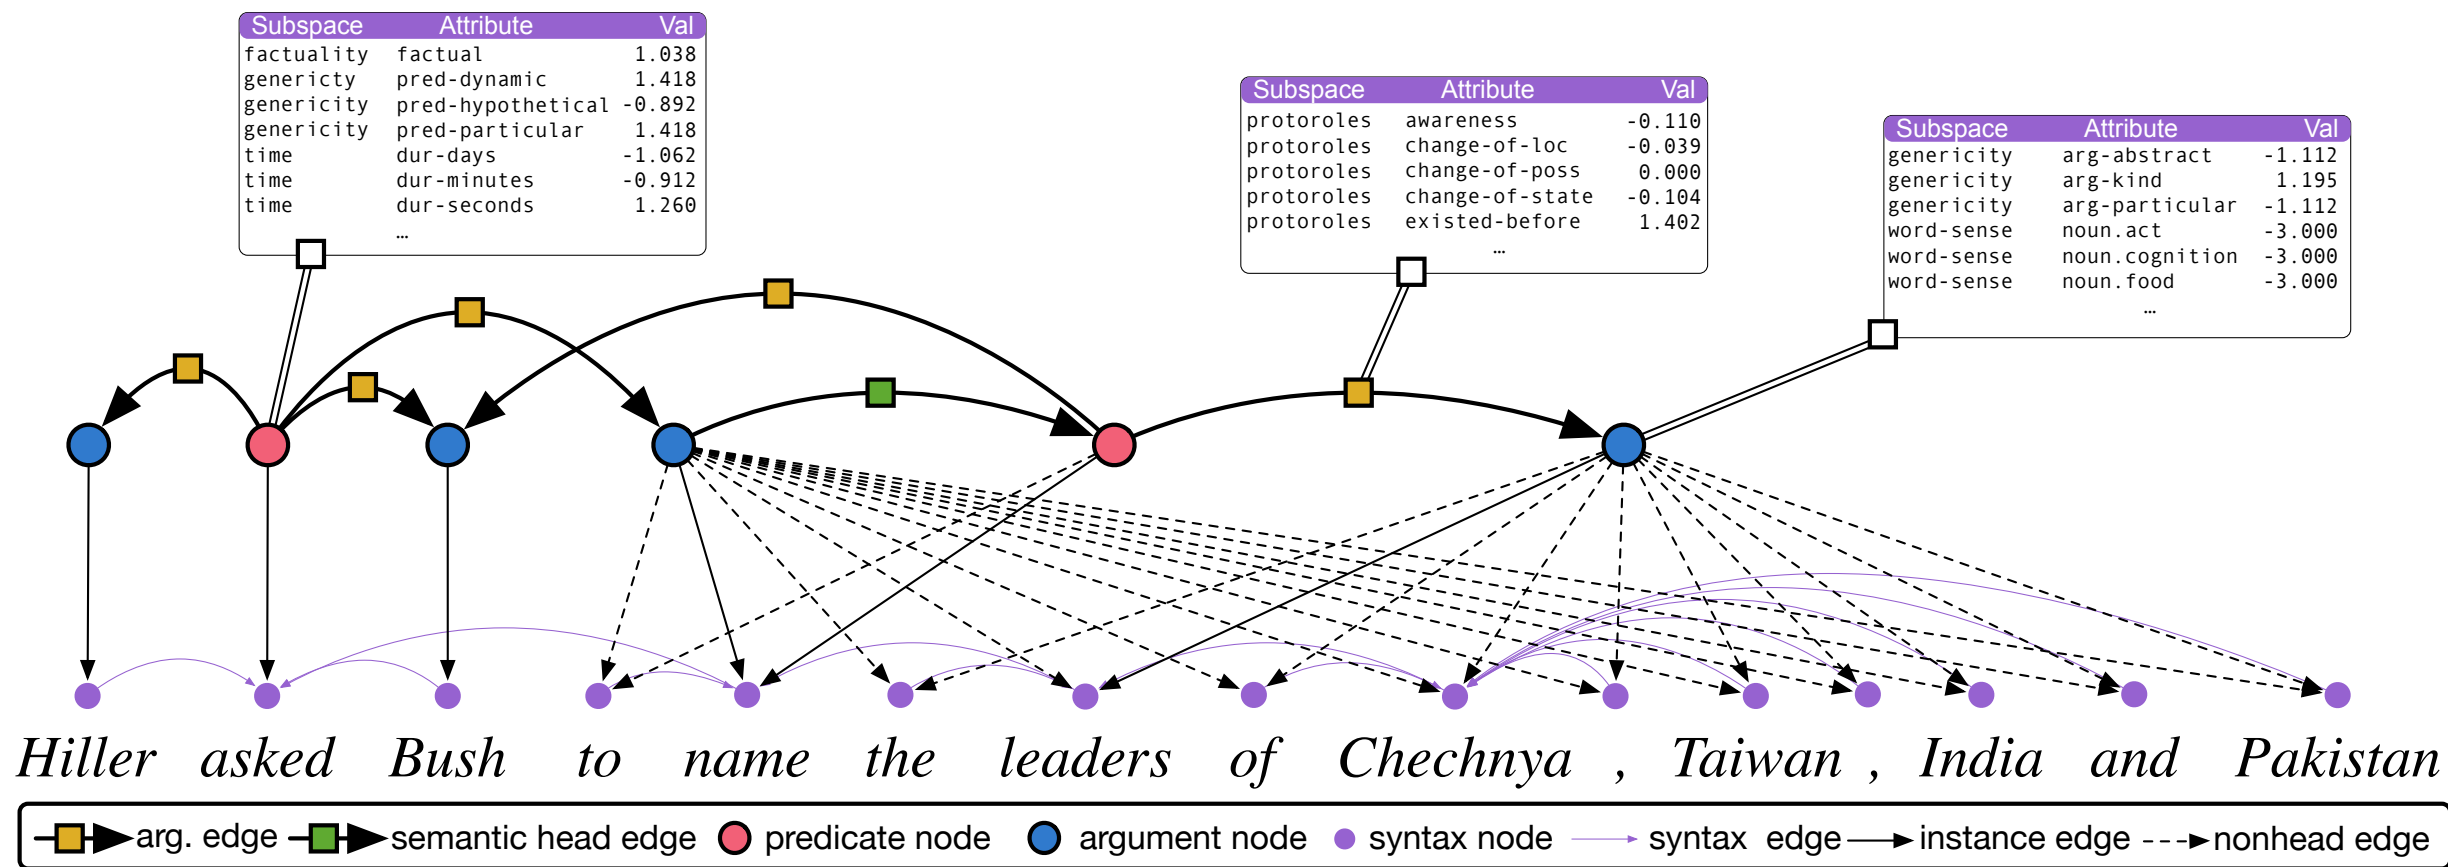 Subspace Attribute Val
factuality factual 1.038
genericty pred-dynamic 1.418
genericity pred-hypothetical -0.892
genericity pred-particular 1.418
time dur-days -1.062
time dur-minutes -0.912
time dur-seconds 1.260
…
Subspace Attribute Val
protoroles awareness -0.110
protoroles change-of-loc -0.039
protoroles change-of-poss 0.000
protoroles change-of-state -0.104
protoroles existed-before 1.402
…
Subspace Attribute Val
genericity arg-abstract -1.112
genericity arg-kind 1.195
genericity arg-particular -1.112
word-sense noun.act -3.000
word-sense noun.cognition -3.000
word-sense noun.food -3.000
…
Hiller asked Bush to name the leaders of Chechnya , Taiwan , India and Pakistan
arg. edge semantic head edge predicate node argument node syntax node syntax edge instance edge nonhead edge